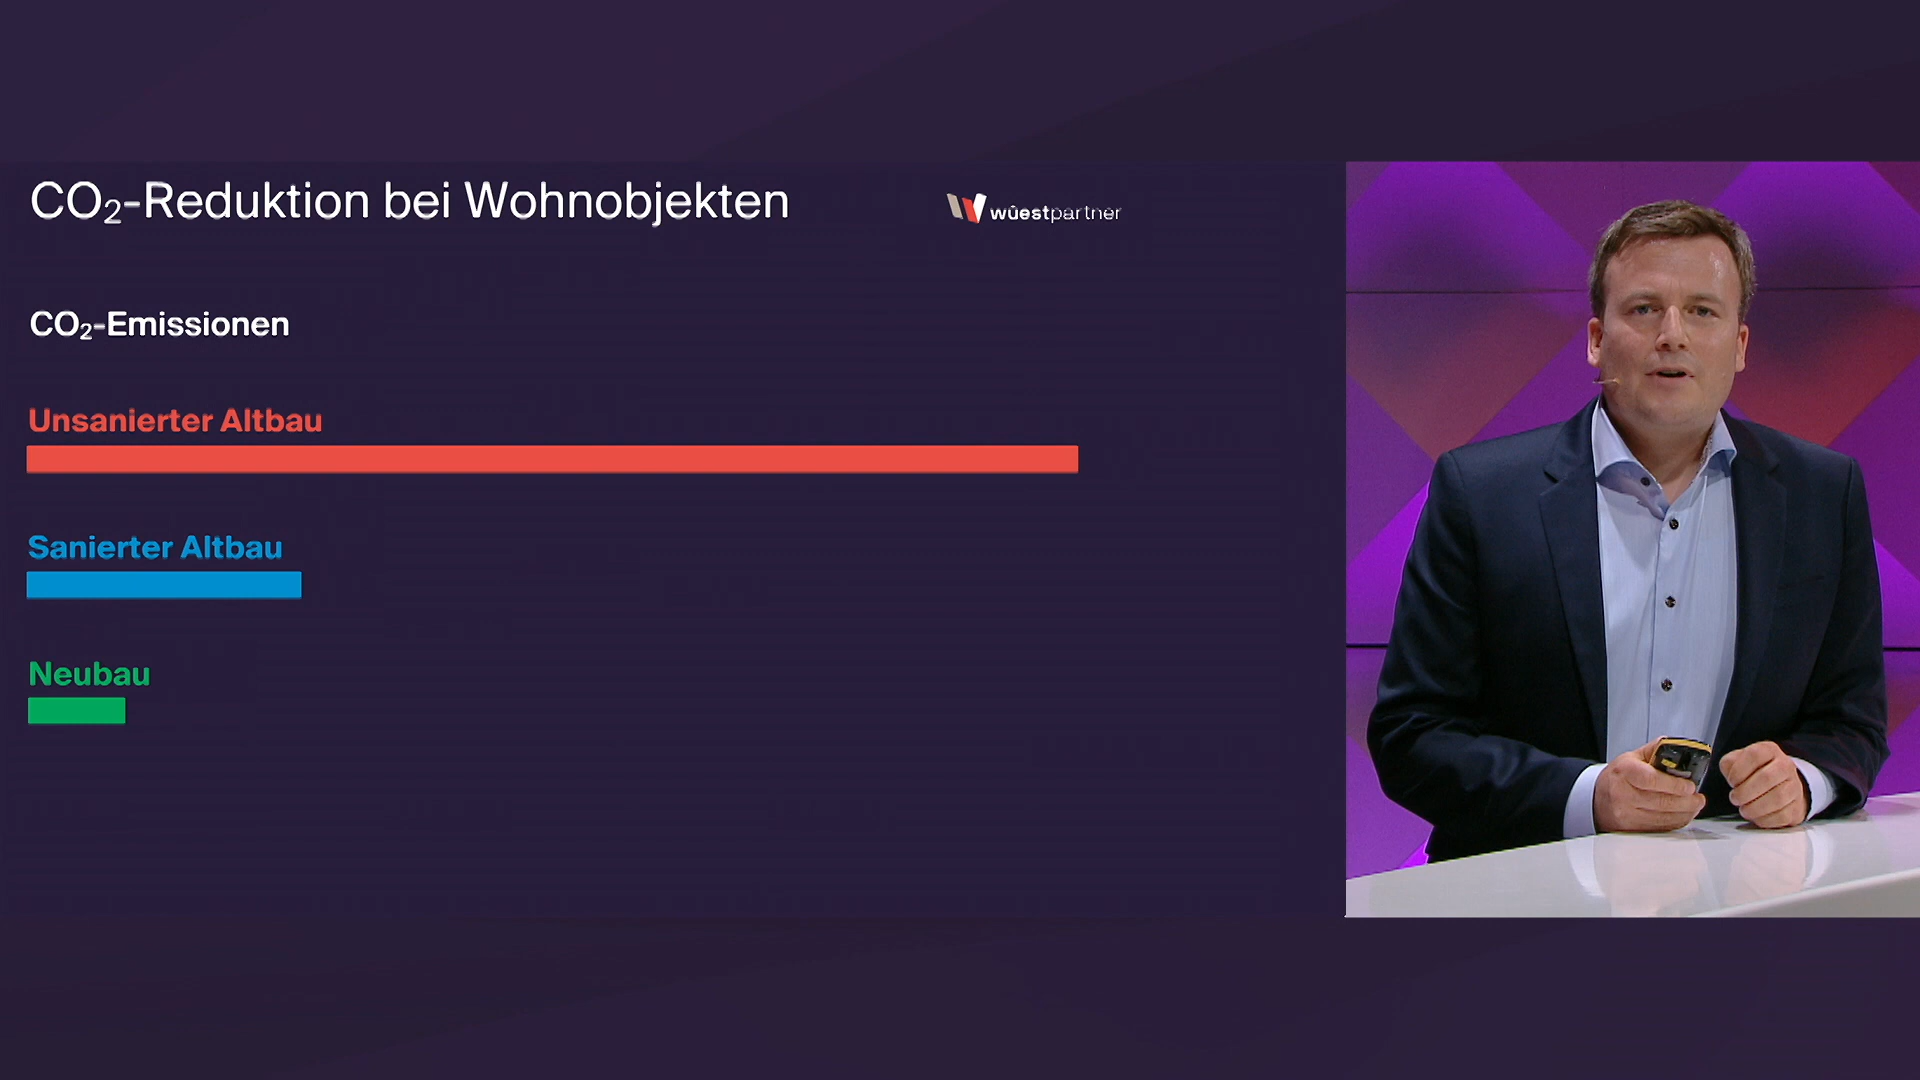 CO₂-Reduktion bei Wohnobjekten
wüestpartner
CO₂-Emissionen
Unsanierter Altbau
Sanierter Altbau
Neubau